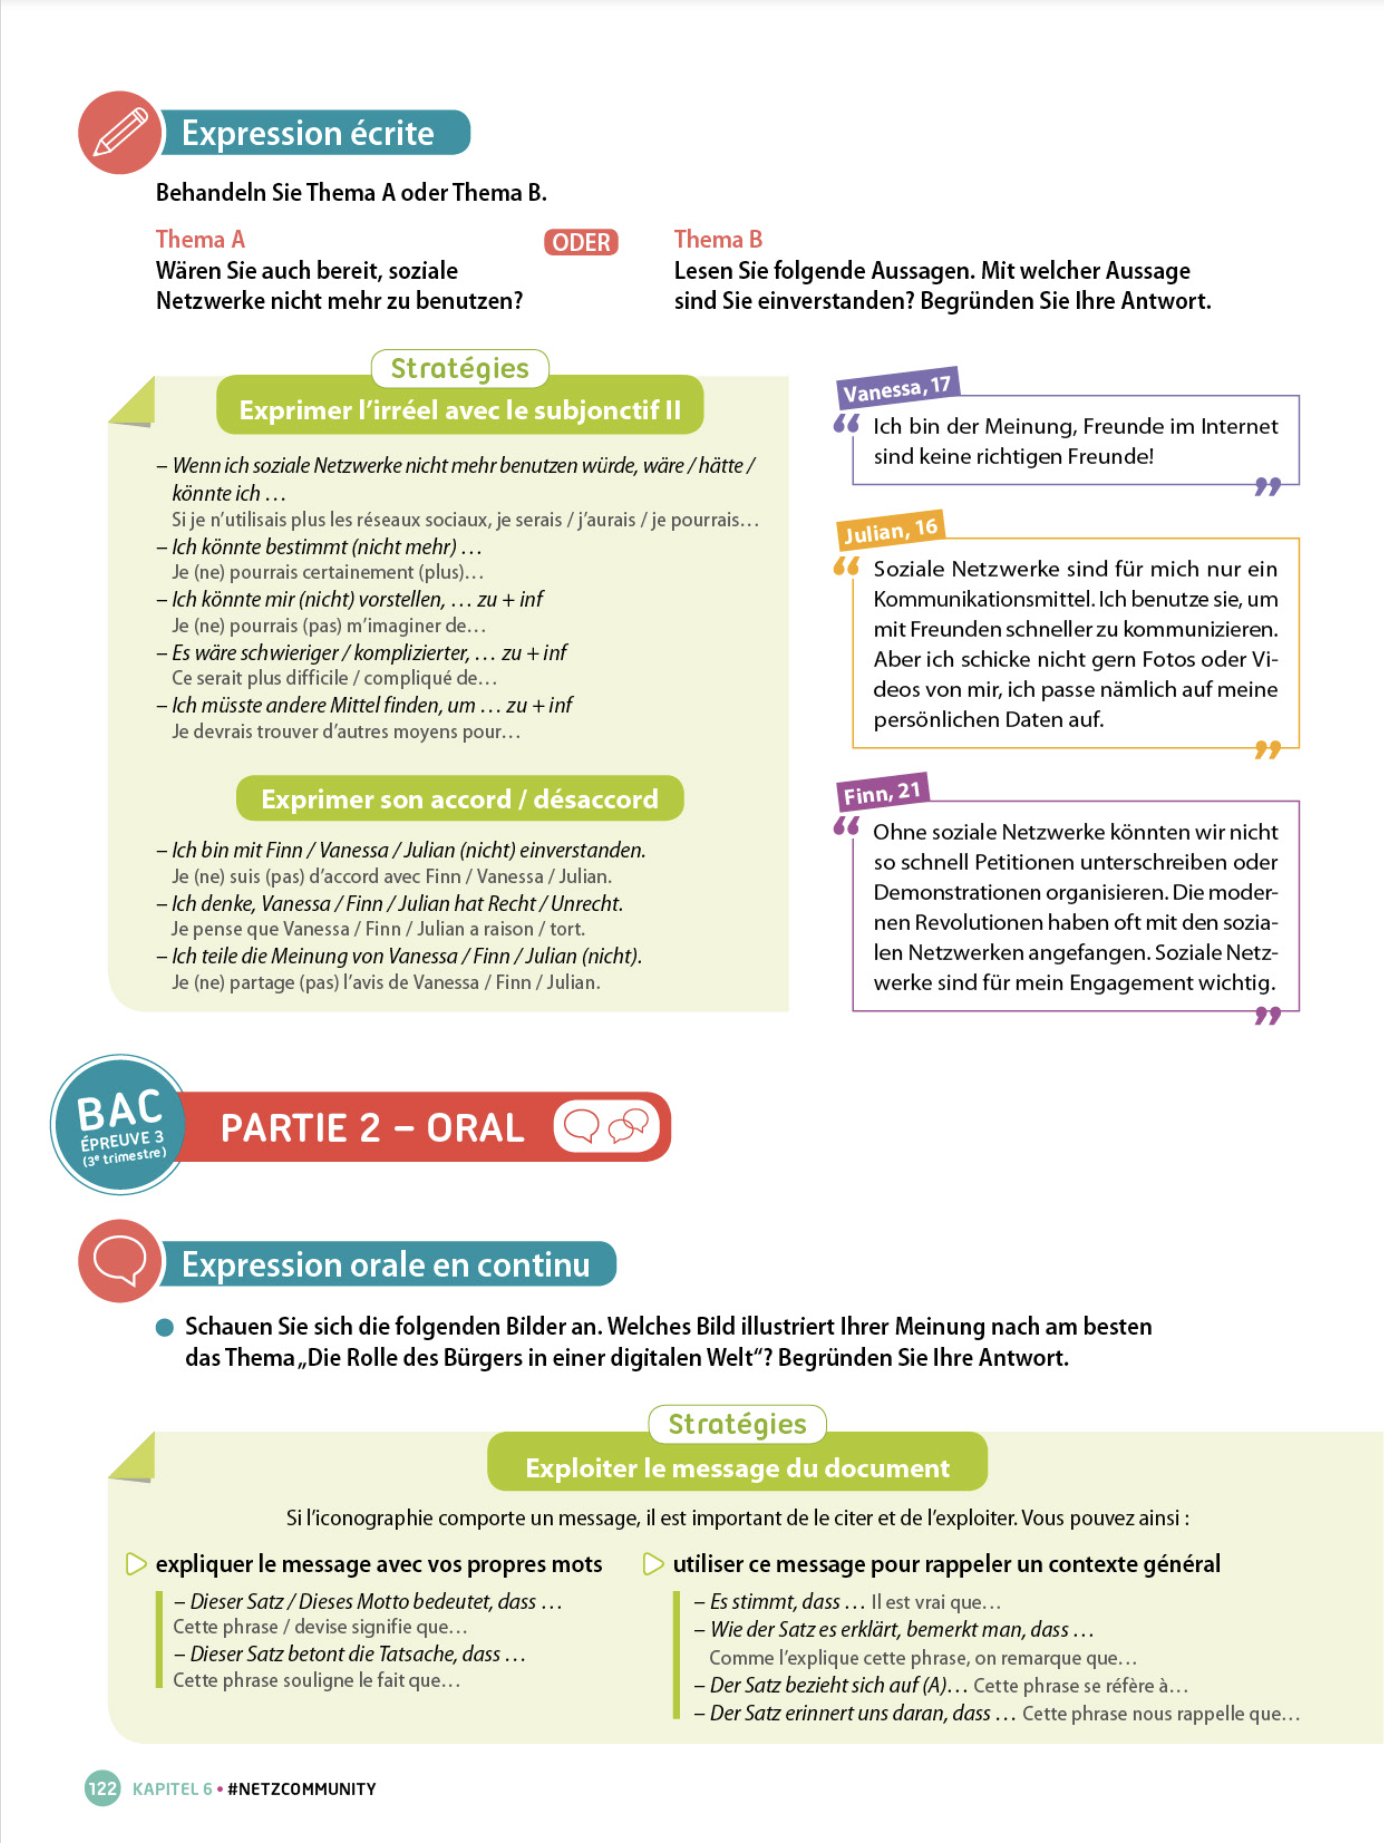 Expression écrite
Behandeln Sie Thema A oder Thema B.
Thema A
Wären Sie auch bereit, soziale
Netzwerke nicht mehr zu benutzen?
ODER
Thema B
Lesen Sie folgende Aussagen. Mit welcher Aussage
sind Sie einverstanden? Begründen Sie Ihre Antwort.
Stratégies
Exprimer l’irréel avec le subjonctif II
– Wenn ich soziale Netzwerke nicht mehr benutzen würde, wäre / hätte /
könnte ich …
Si je n’utilisais plus les réseaux sociaux, je serais / j’aurais / je pourrais…
– Ich könnte bestimmt (nicht mehr) …
Je (ne) pourrais certainement (plus)…
– Ich könnte mir (nicht) vorstellen, … zu + inf
Je (ne) pourrais (pas) m’imaginer de…
– Es wäre schwieriger / komplizierter, … zu + inf
Ce serait plus difficile / compliqué de…
– Ich müsste andere Mittel finden, um … zu + inf
Je devrais trouver d’autres moyens pour…
Exprimer son accord / désaccord
– Ich bin mit Finn / Vanessa / Julian (nicht) einverstanden.
Je (ne) suis (pas) d’accord avec Finn / Vanessa / Julian.
– Ich denke, Vanessa / Finn / Julian hat Recht / Unrecht.
Je pense que Vanessa / Finn / Julian a raison / tort.
– Ich teile die Meinung von Vanessa / Finn / Julian (nicht).
Je (ne) partage (pas) l’avis de Vanessa / Finn / Julian.
Vanessa, 17
“ Ich bin der Meinung, Freunde im Internet
sind keine richtigen Freunde!
”
Julian, 16
“ Soziale Netzwerke sind für mich nur ein
Kommunikationsmittel. Ich benutze sie, um
mit Freunden schneller zu kommunizieren.
Aber ich schicke nicht gern Fotos oder Vi-
deos von mir, ich passe nämlich auf meine
persönlichen Daten auf.
”
Finn, 21
“ Ohne soziale Netzwerke könnten wir nicht
so schnell Petitionen unterschreiben oder
Demonstrationen organisieren. Die moder-
nen Revolutionen haben oft mit den sozia-
len Netzwerken angefangen. Soziale Netz-
werke sind für mein Engagement wichtig.
”
BAC
ÉPREUVE 3
(3e trimestre)
PARTIE 2 – ORAL
Expression orale en continu
● Schauen Sie sich die folgenden Bilder an. Welches Bild illustriert Ihrer Meinung nach am besten
das Thema „Die Rolle des Bürgers in einer digitalen Welt“? Begründen Sie Ihre Antwort.
Stratégies
Exploiter le message du document
Si l’iconographie comporte un message, il est important de le citer et de l’exploiter. Vous pouvez ainsi :
expliquer le message avec vos propres mots
– Dieser Satz / Dieses Motto bedeutet, dass …
Cette phrase / devise signifie que…
– Dieser Satz betont die Tatsache, dass …
Cette phrase souligne le fait que…
utiliser ce message pour rappeler un contexte général
– Es stimmt, dass … Il est vrai que…
– Wie der Satz es erklärt, bemerkt man, dass …
Comme l’explique cette phrase, on remarque que…
– Der Satz bezieht sich auf (A)… Cette phrase se réfère à…
– Der Satz erinnert uns daran, dass … Cette phrase nous rappelle que…
122 KAPITEL 6 • #NETZCOMMUNITY